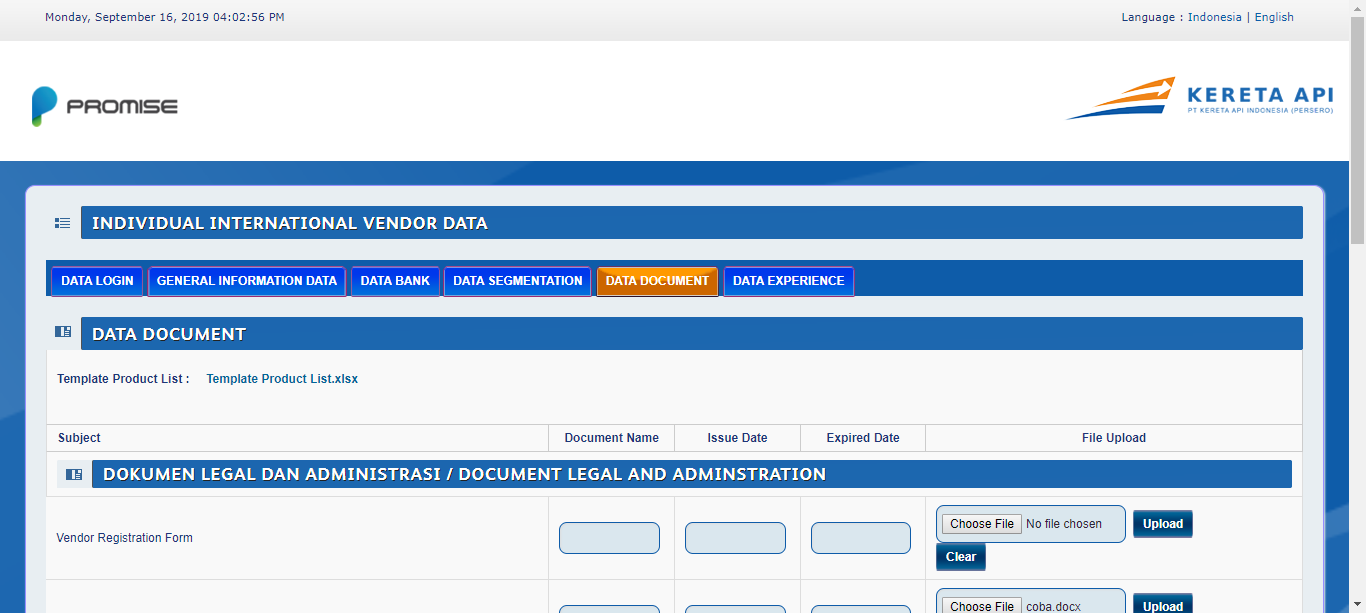 Monday, September 16, 2019 04:02:56 PM
Language : Indonesia | English
PROMISE
KERETA API
PT KERETA API INDONESIA (PERSERO)
INDIVIDUAL INTERNATIONAL VENDOR DATA
DATA LOGIN GENERAL INFORMATION DATA DATA BANK DATA SEGMENTATION DATA DOCUMENT DATA EXPERIENCE
DATA DOCUMENT
Template Product List : Template Product List.xlsx
Subject Document Name Issue Date Expired Date File Upload
DOKUMEN LEGAL DAN ADMINISTRASI / DOCUMENT LEGAL AND ADMINSTRATION
Vendor Registration Form Choose File No file chosen Upload
Clear
Choose File coba.docx Upload